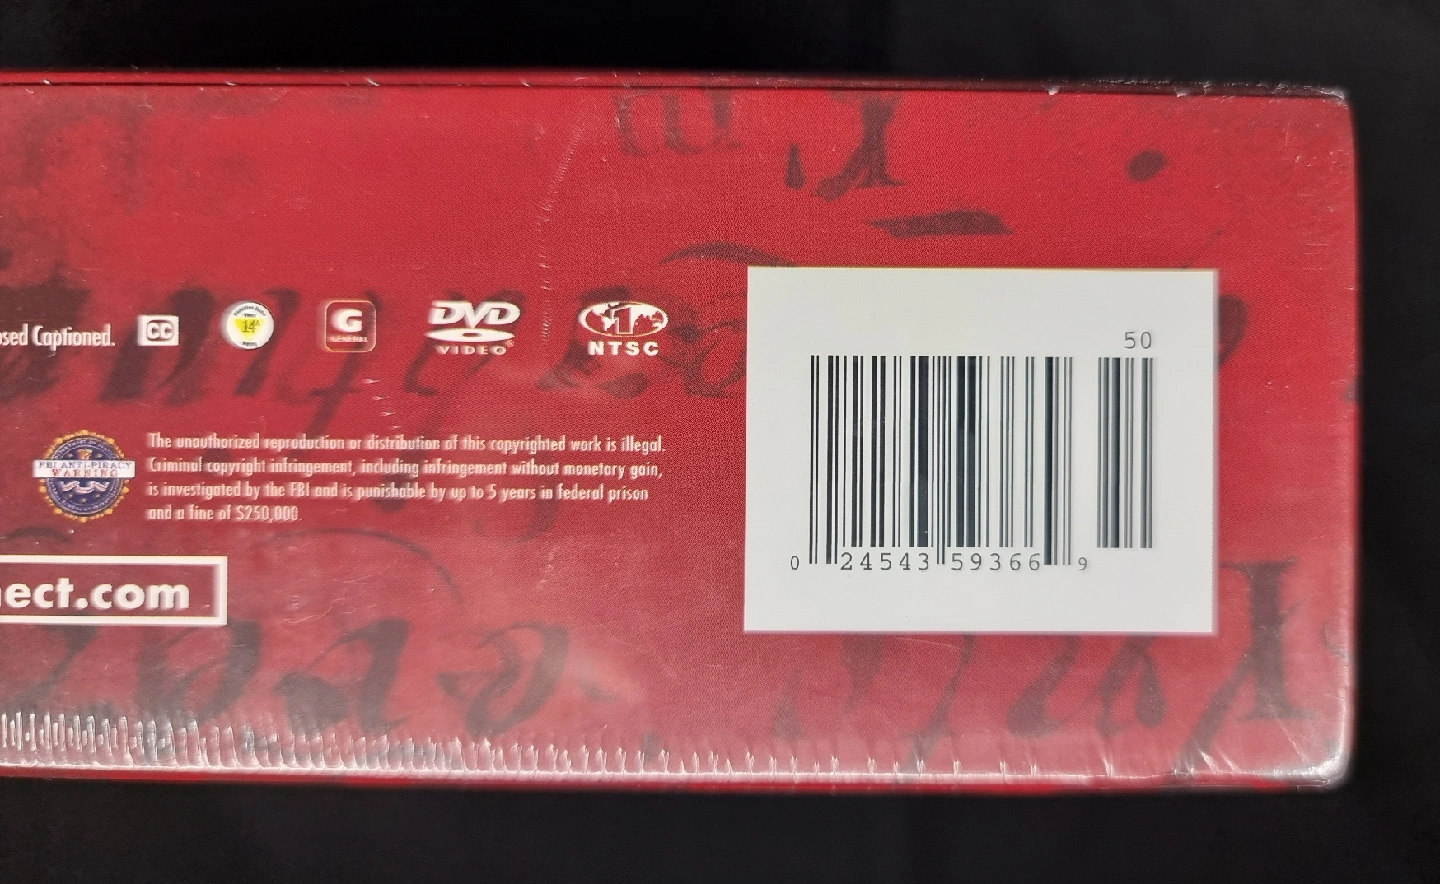 osed Captioned.
CC
14A
G
GENERAL
DVD
VIDEO
NTSC
FBI ANTI-PIRACY
WARNING
The unauthorized reproduction or distribution of this copyrighted work is illegal.
Criminal copyright infringement, including infringement without monetary gain,
is investigated by the FBI and is punishable by up to 5 years in federal prison
and a fine of $250,000.
nect.com
50
0 24543 59366 9